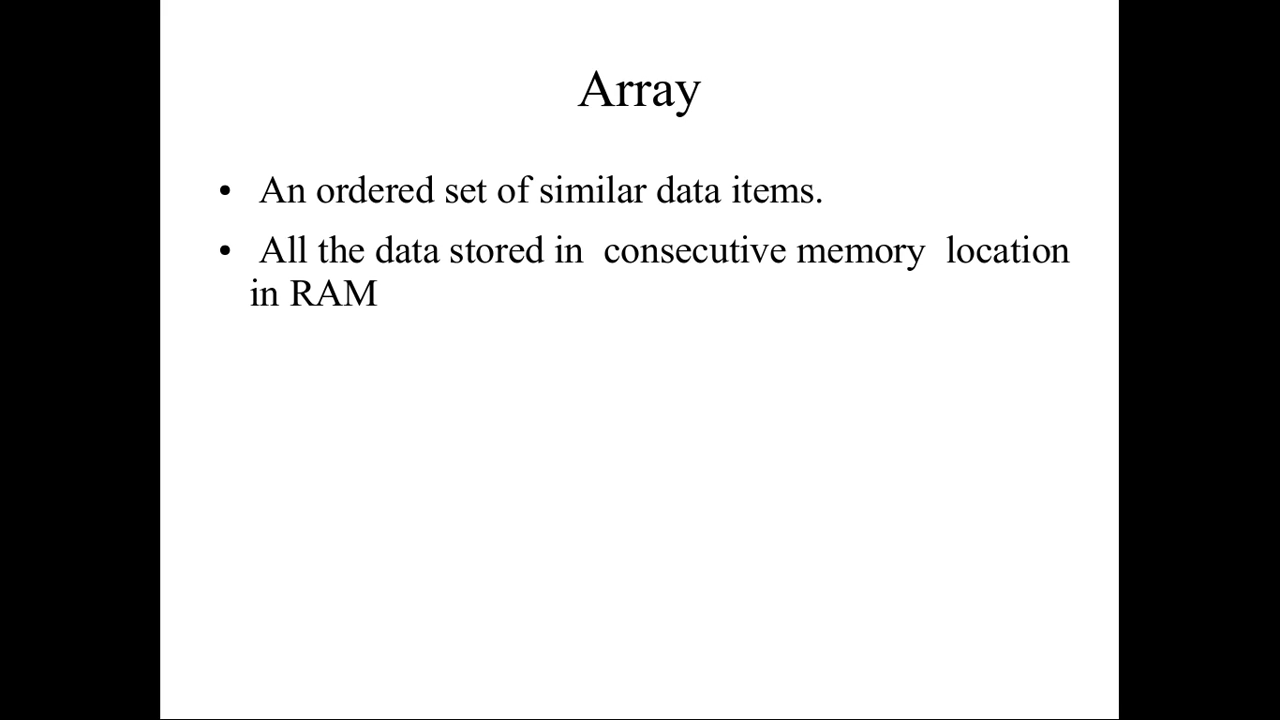 Array
• An ordered set of similar data items.
• All the data stored in  consecutive memory  location
in RAM